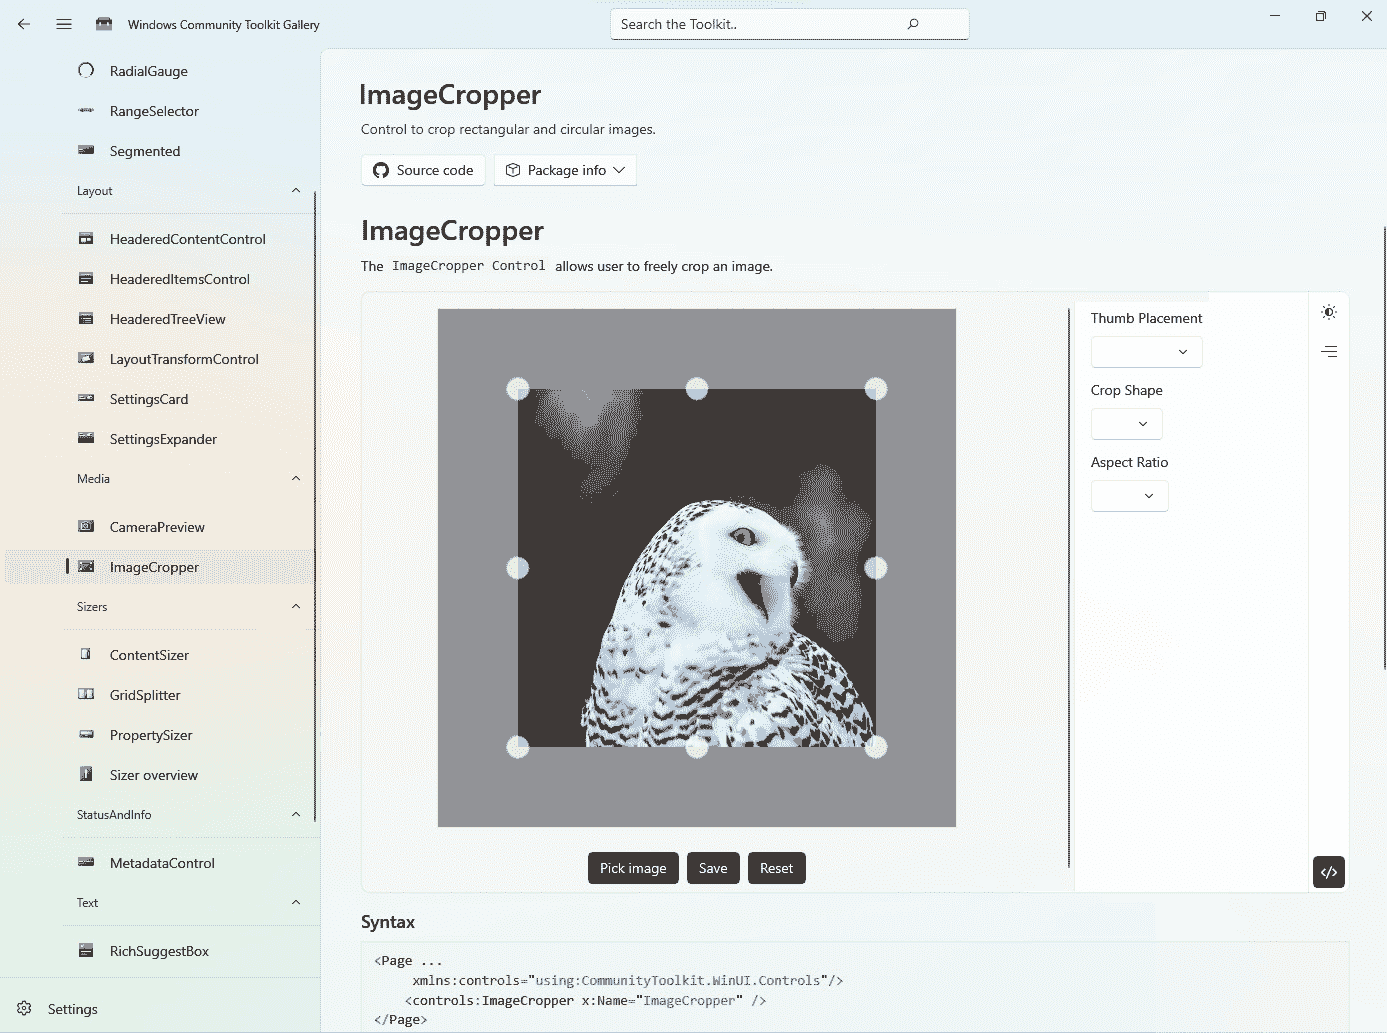 Windows Community Toolkit Gallery
Search the Toolkit..
RadialGauge
RangeSelector
Segmented
Layout
HeaderedContentControl
HeaderedItemsControl
HeaderedTreeView
LayoutTransformControl
SettingsCard
SettingsExpander
Media
CameraPreview
ImageCropper
Sizers
ContentSizer
GridSplitter
PropertySizer
Sizer overview
StatusAndInfo
MetadataControl
Text
RichSuggestBox
Settings
ImageCropper
Control to crop rectangular and circular images.
Source code
Package info
ImageCropper
The ImageCropper Control allows user to freely crop an image.
Thumb Placement
Crop Shape
Aspect Ratio
Pick image
Save
Reset
Syntax
<Page ...
xmlns:controls="using:CommunityToolkit.WinUI.Controls"/>
<controls:ImageCropper x:Name="ImageCropper" />
</Page>